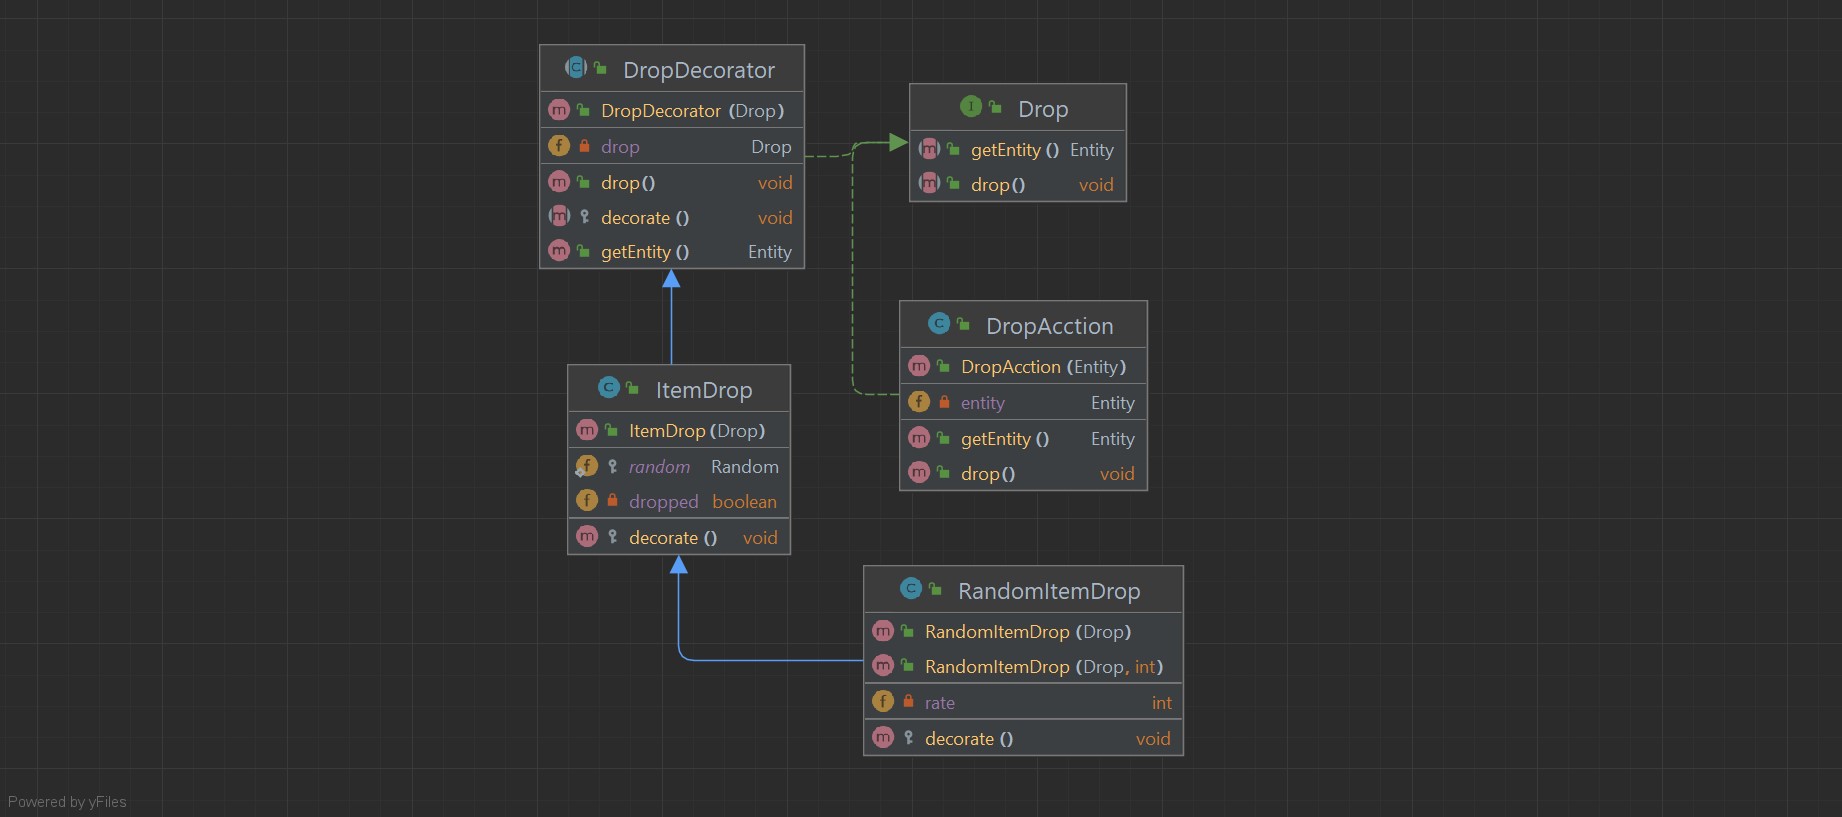 DropDecorator
DropDecorator (Drop)
drop Drop
drop() void
decorate () void
getEntity () Entity
Drop
getEntity () Entity
drop() void
DropAcction
DropAcction (Entity)
entity Entity
getEntity () Entity
drop() void
ItemDrop
ItemDrop (Drop)
random Random
dropped boolean
decorate () void
RandomItemDrop
RandomItemDrop (Drop)
RandomItemDrop (Drop, int)
rate int
decorate () void
Powered by yFiles